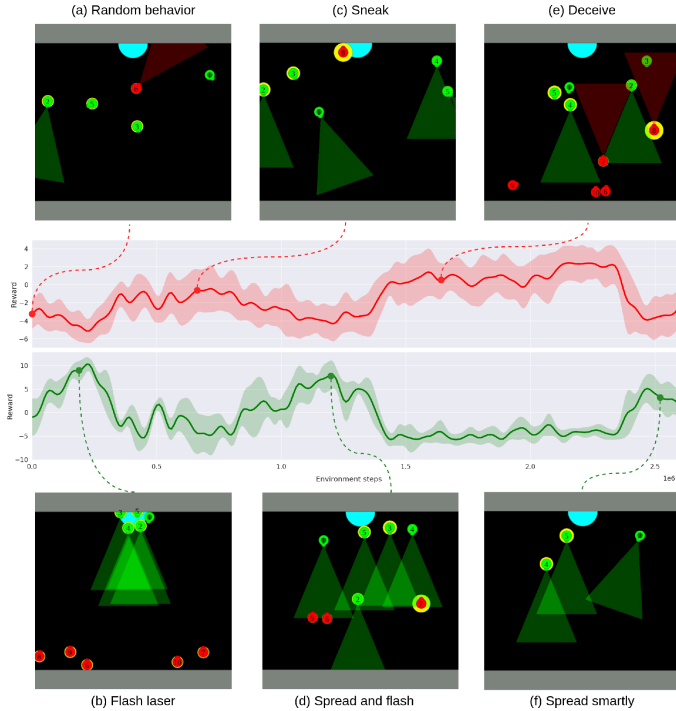 (a) Random behavior
(c) Sneak
(e) Deceive
4
2
0
−2
−4
−6
Reward
10
5
0
−5
−10
Reward
0.0 0.5 1.0 1.5 2.0 2.5
Environment steps
1e6
(b) Flash laser
(d) Spread and flash
(f) Spread smartly